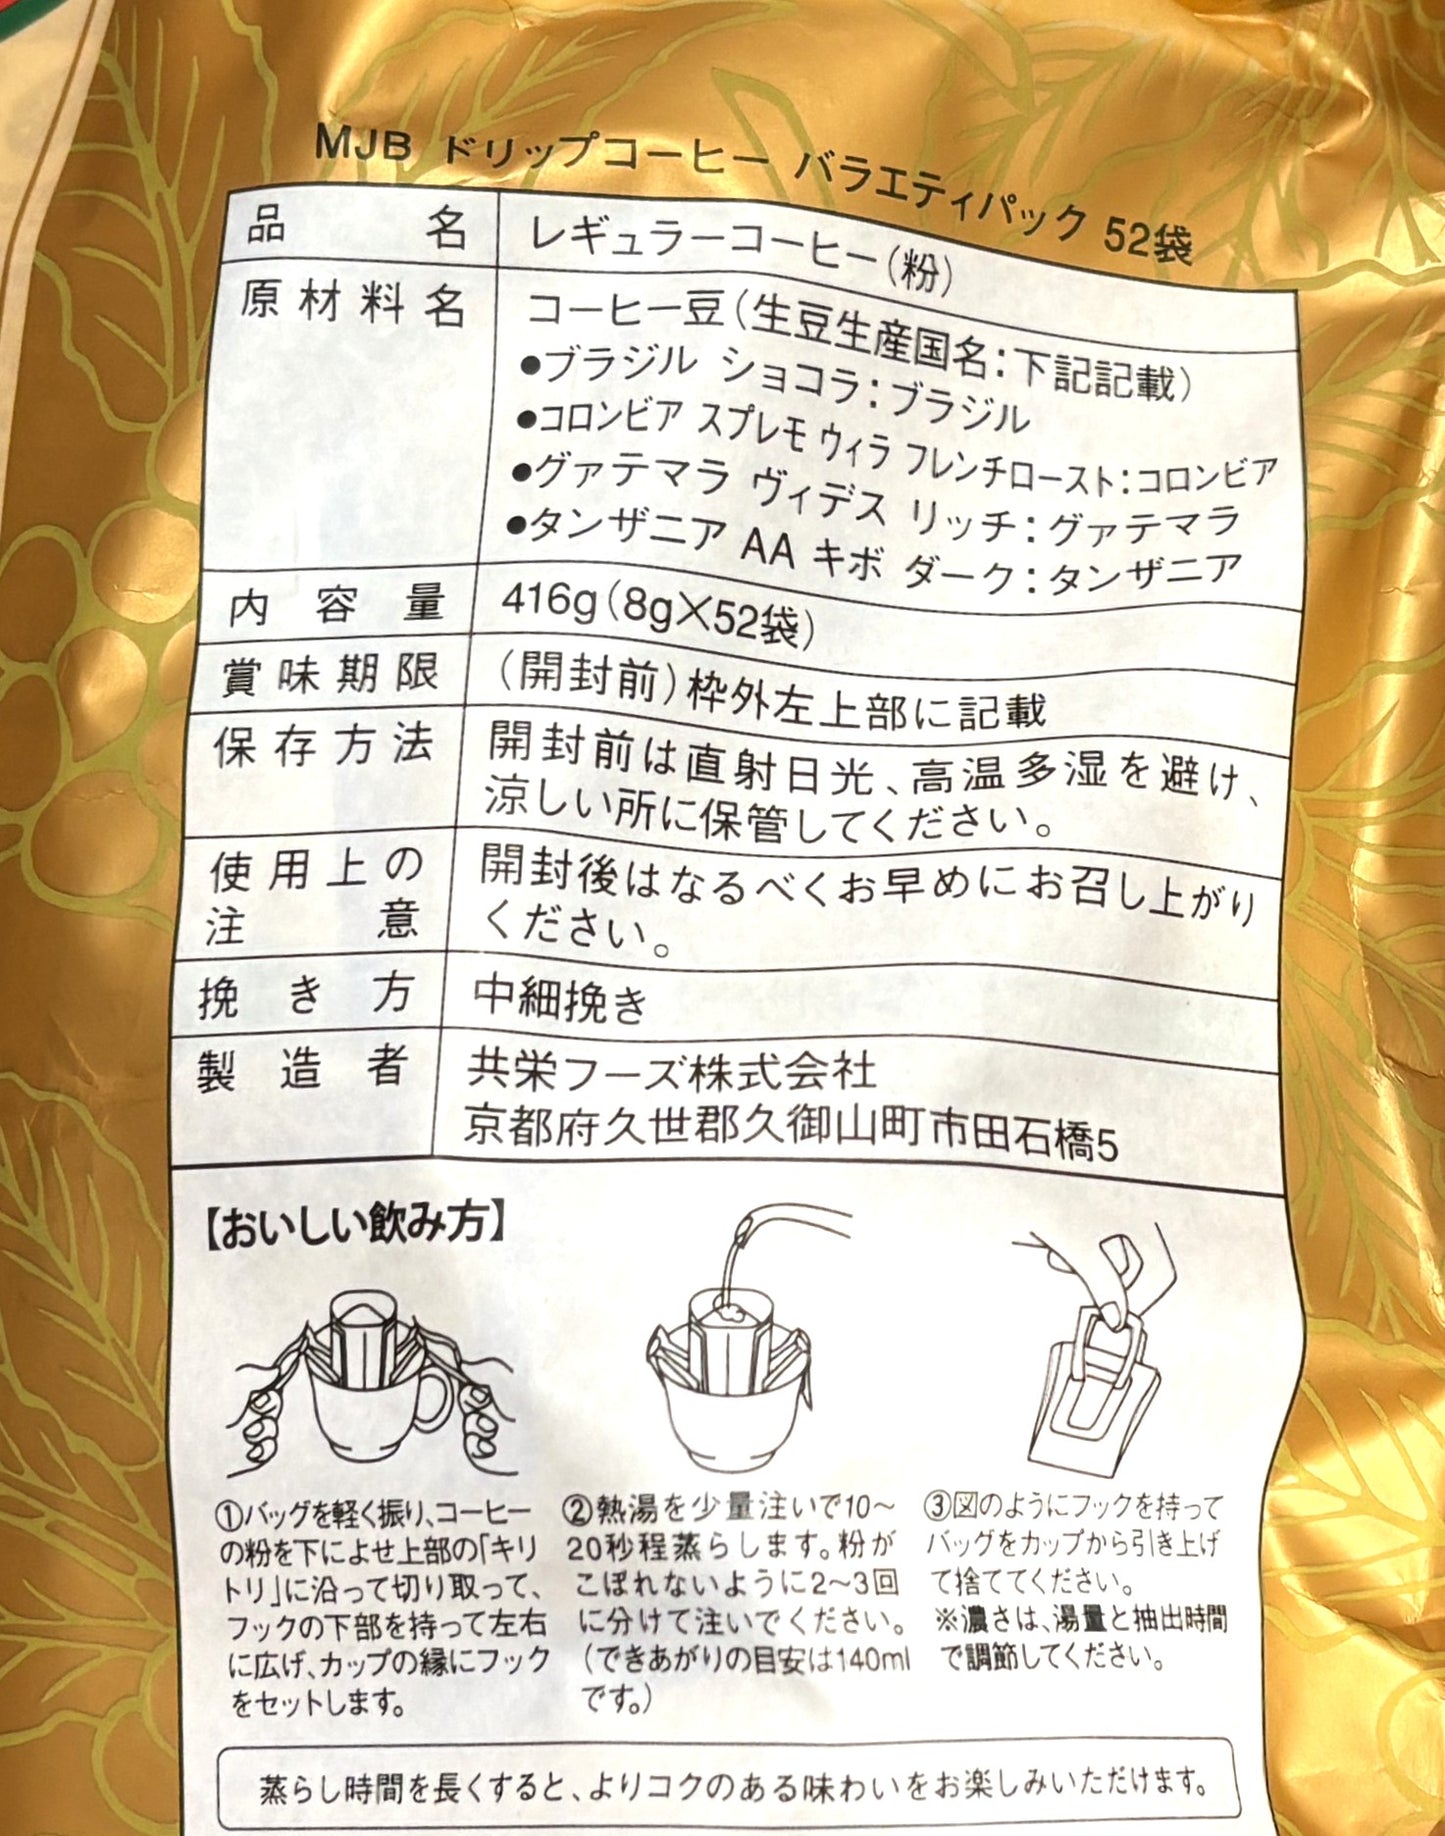 MJB ドリップコーヒー バラエティパック 52袋
品名 レギュラーコーヒー(粉)
原材料名 コーヒー豆(生豆生産国名:下記記載)
●ブラジル ショコラ:ブラジル
●コロンビア スプレモ ウィラ フレンチロースト:コロンビア
●グァテマラ ヴィデス リッチ:グァテマラ
●タンザニア AA キボ ダーク:タンザニア
内容量 416g(8g×52袋)
賞味期限 (開封前)枠外左上部に記載
保存方法 開封前は直射日光、高温多湿を避け、
涼しい所に保管してください。
使用上の 開封後はなるべくお早めにお召し上がり
注意 ください。
挽き方 中細挽き
製造者 共栄フーズ株式会社
京都府久世郡久御山町市田石橋5
【おいしい飲み方】
①バッグを軽く振り、コーヒー
の粉を下によせ上部の「キリ
トリ」に沿って切り取って、
フックの下部を持って左右
に広げ、カップの縁にフック
をセットします。
②熱湯を少量注いで10〜
20秒程蒸らします。粉が
こぼれないように2〜3回
に分けて注いでください。
(できあがりの目安は140ml
です。)
③図のようにフックを持って
バッグをカップから引き上げ
て捨ててください。
※濃さは、湯量と抽出時間
で調節してください。
蒸らし時間を長くすると、よりコクのある味わいをお楽しみいただけます。